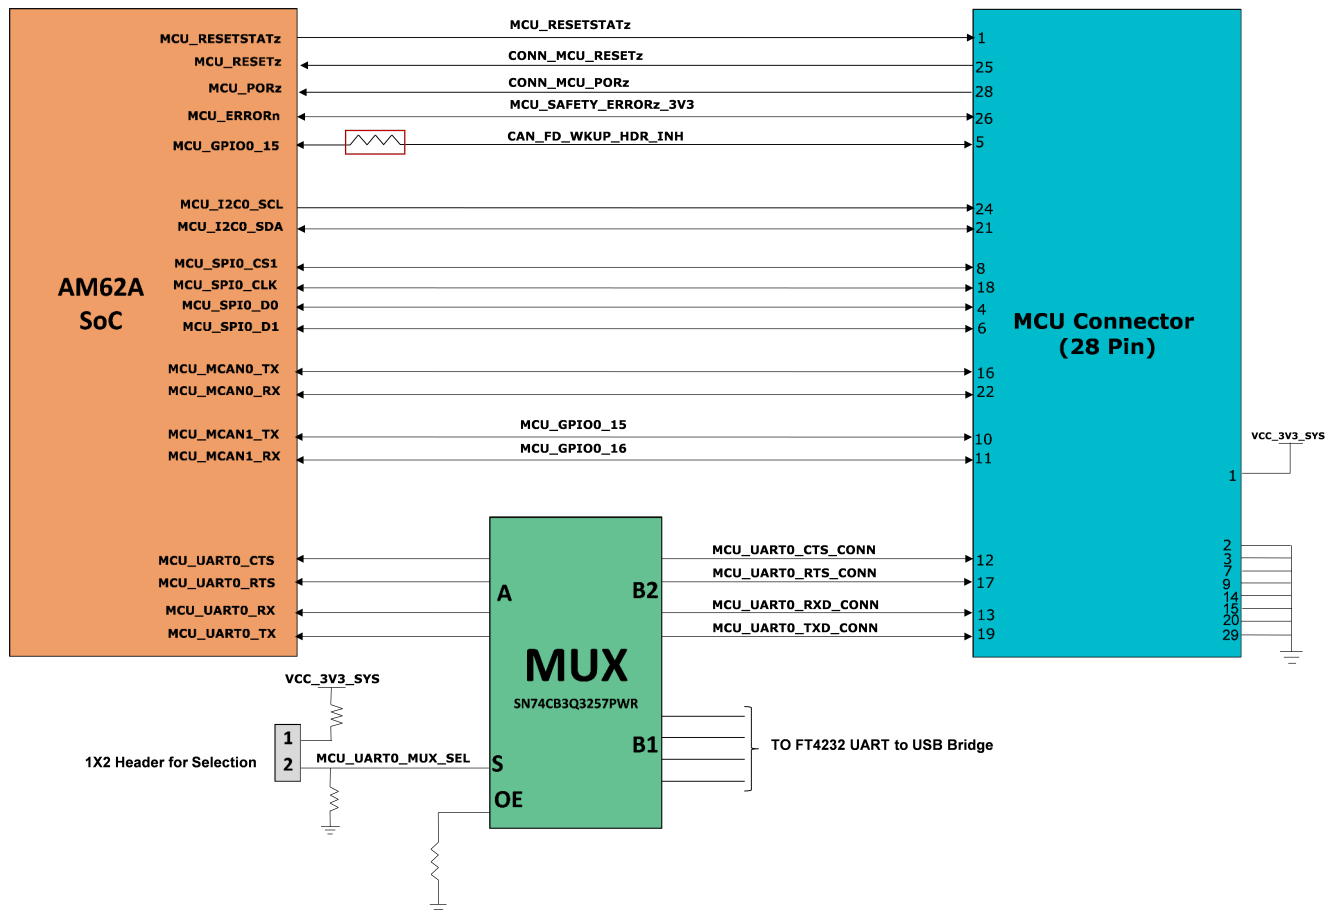 MCU_RESETSTATz
MCU_RESETSTATz
1
MCU_RESETz
CONN_MCU_RESETz
25
MCU_PORz
CONN_MCU_PORz
28
MCU_ERRORn
MCU_SAFETY_ERRORz_3V3
26
MCU_GPIO0_15
CAN_FD_WKUP_HDR_INH
5
MCU_I2C0_SCL
24
MCU_I2C0_SDA
21
MCU_SPI0_CS1
8
MCU_SPI0_CLK
18
MCU_SPI0_D0
4
MCU_SPI0_D1
6
AM62A
SoC
MCU Connector
(28 Pin)
MCU_MCAN0_TX
16
MCU_MCAN0_RX
22
MCU_MCAN1_TX
MCU_GPIO0_15
10
MCU_MCAN1_RX
MCU_GPIO0_16
11
VCC_3V3_SYS
1
MCU_UART0_CTS
MCU_UART0_CTS_CONN
12
MCU_UART0_RTS
MCU_UART0_RTS_CONN
17
MCU_UART0_RX
MCU_UART0_RXD_CONN
13
MCU_UART0_TX
MCU_UART0_TXD_CONN
19
2
3
7
9
14
15
20
29
A
B2
MUX
SN74CB3Q3257PWR
B1
S
OE
TO FT4232 UART to USB Bridge
VCC_3V3_SYS
1
2
MCU_UART0_MUX_SEL
1X2 Header for Selection